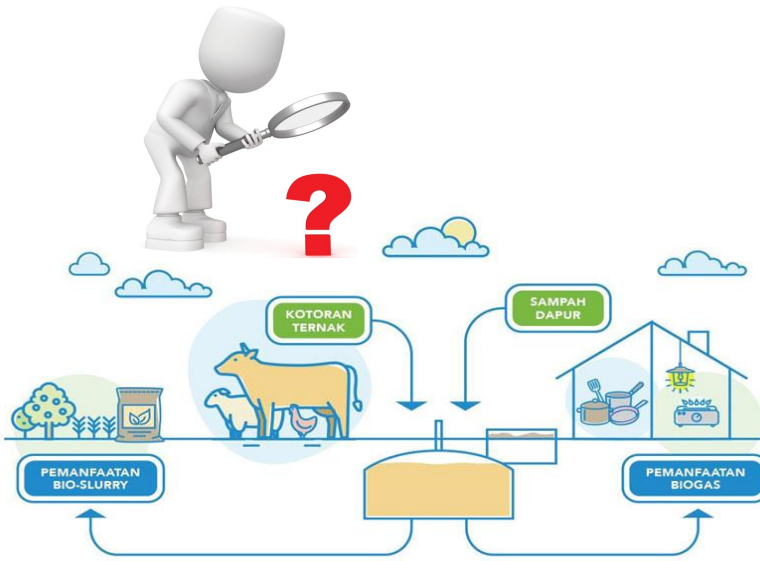 ?
KOTORAN
TERNAK
SAMPAH
DAPUR
PEMANFAATAN
BIO-SLURRY
PEMANFAATAN
BIOGAS